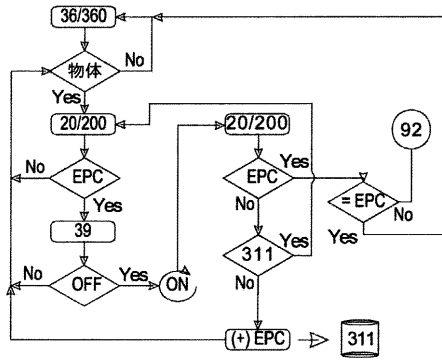 36/360
物体
No
Yes
20/200
20/200
92
No
EPC
Yes
EPC
Yes
= EPC
No
No
Yes
39
311
Yes
No
OFF
Yes
ON
No
(+) EPC
311